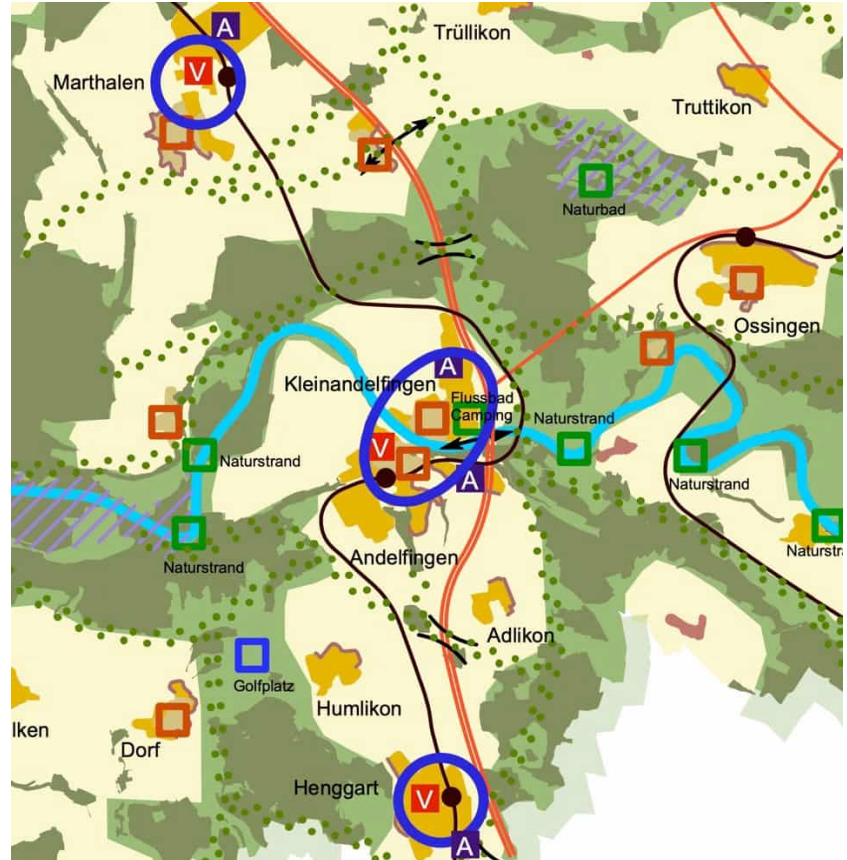 A
Trüllikon
V
Marthalen
Truttikon
Naturbad
Ossingen
A
Kleinandelfingen
Flussbad
Camping
Naturstrand
V
Naturstrand
Naturstrand
A
Naturstra
Andelfingen
Naturstrand
Adlikon
Golfplatz
Humlikon
lken
Dorf
Henggart
V
A